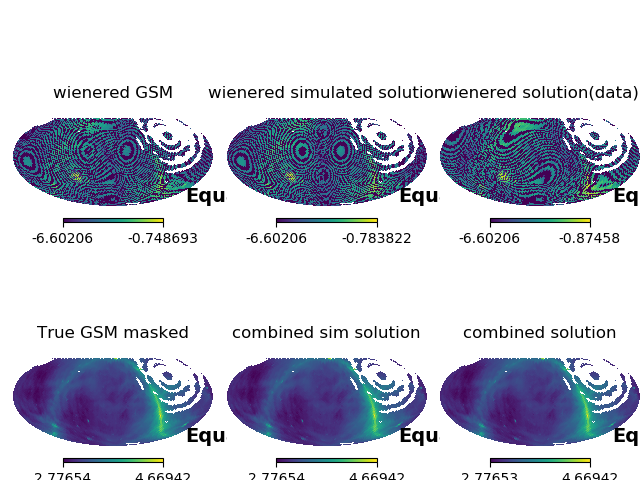 wienered GSM
wienered simulated solution
wienered solution(data)
Equ
Equ
Eq
-6.60206 -0.748693
-6.60206 -0.783822
-6.60206 -0.87458
True GSM masked
combined sim solution
combined solution
Equ
Equ
Eq
2.77654 4.66942
2.77654 4.66942
2.77653 4.66942